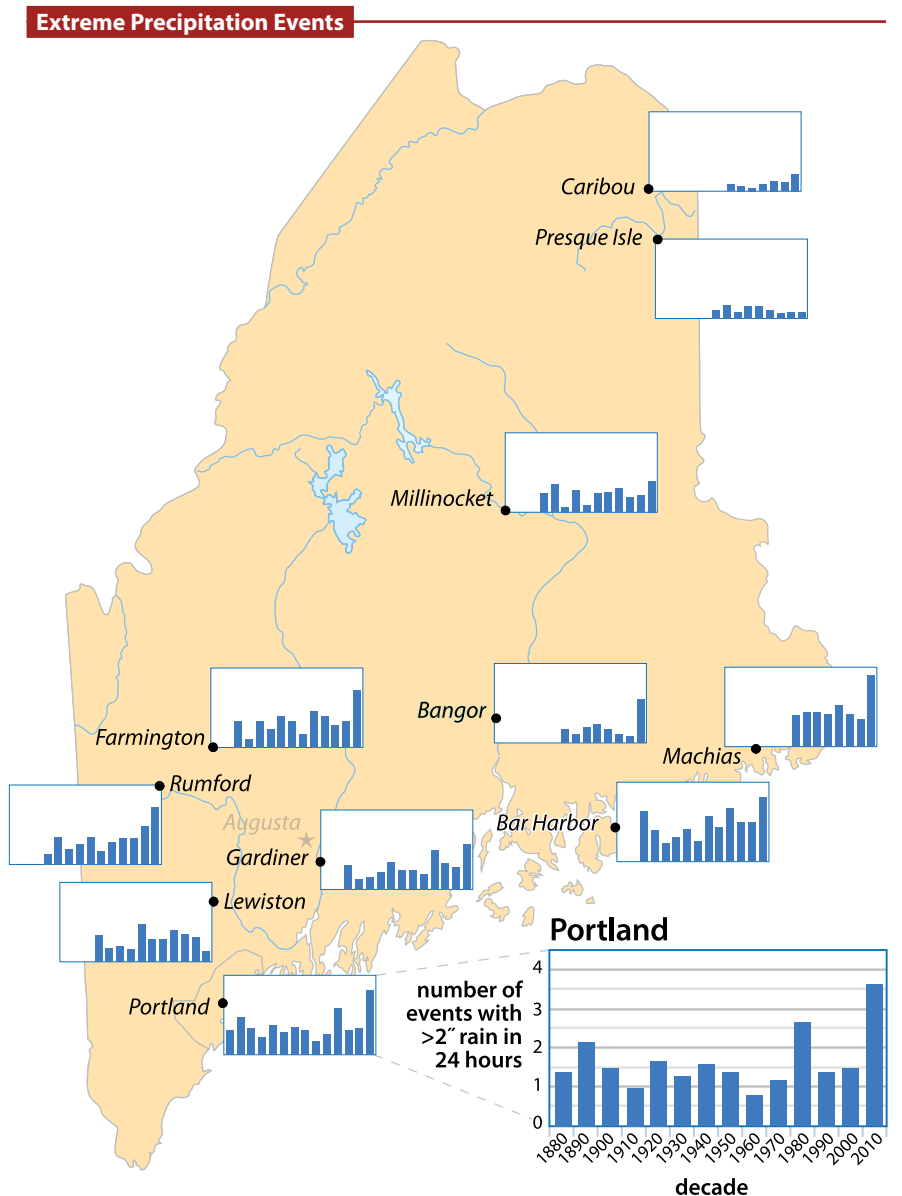 Extreme Precipitation Events
Caribou
Presque Isle
Millinocket
Bangor
Farmington
Machias
Rumford
Augusta
Bar Harbor
Gardiner
Lewiston
Portland
Portland
number of
events with
>2˝ rain in
24 hours
4
3
2
1
0
1880 1890 1900 1910 1920 1930 1940 1950 1960 1970 1980 1990 2000 2010
decade